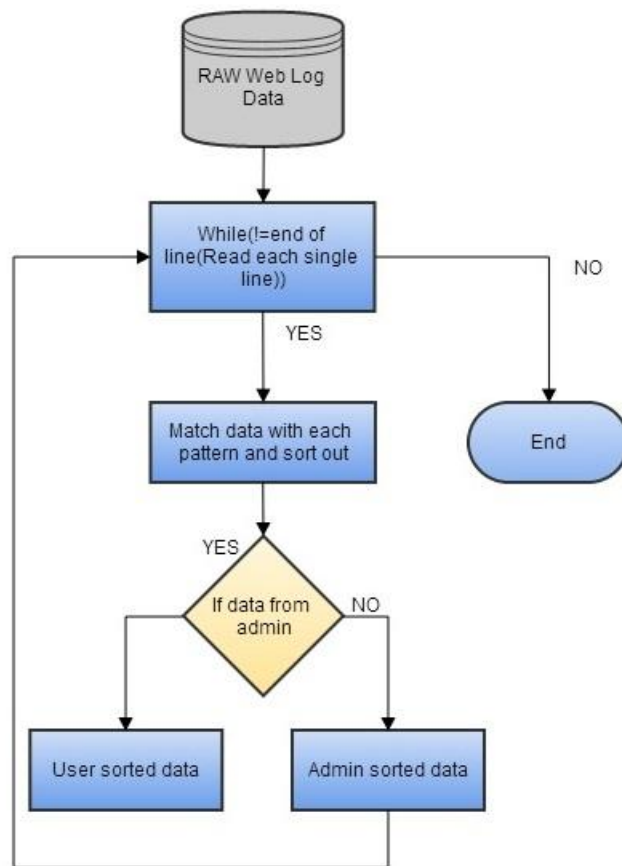 RAW Web Log
Data
While(!=end of
line(Read each single
line))
NO
YES
Match data with each
pattern and sort out
End
YES
If data from
admin
NO
User sorted data
Admin sorted data